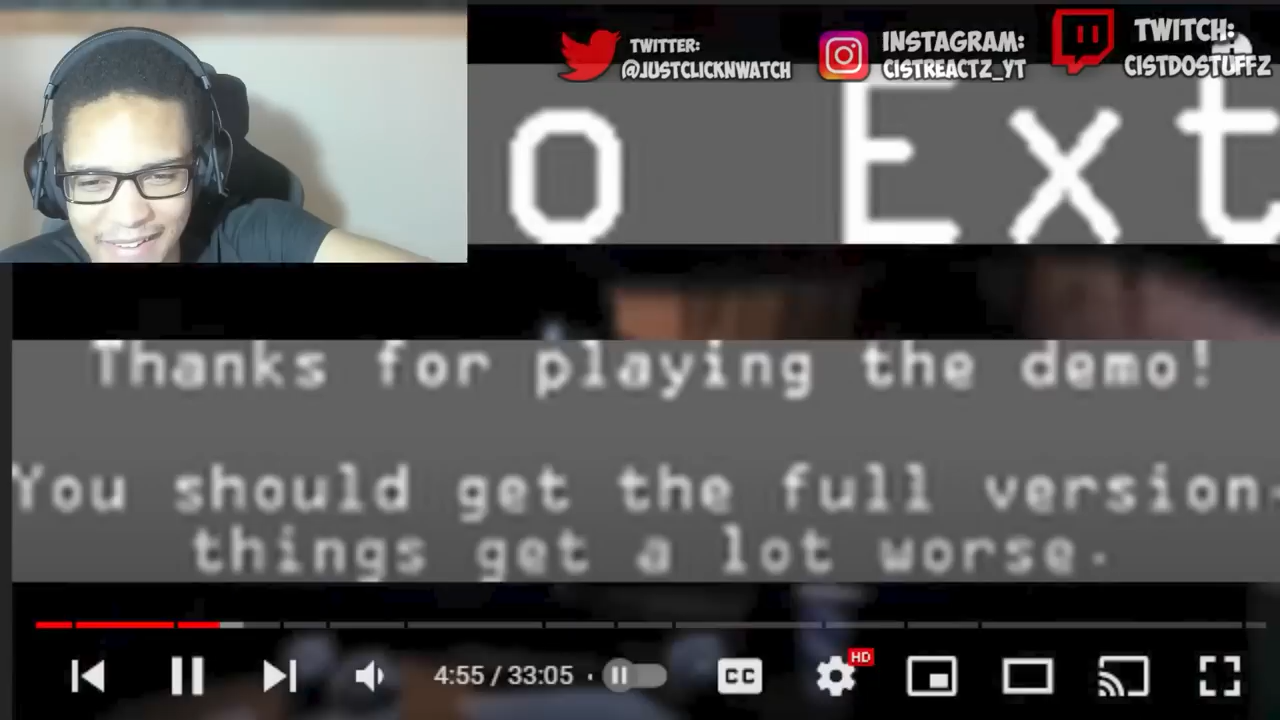 TWITTER:
@JUSTCLICKNWATCH
INSTAGRAM:
CISTREACTZ_YT
TWITCH:
CISTDOSTUFFZ
o Ext
Thanks for playing the demo!
You should get the full version-
things get a lot worse.
4:55 / 33:05
CC
HD